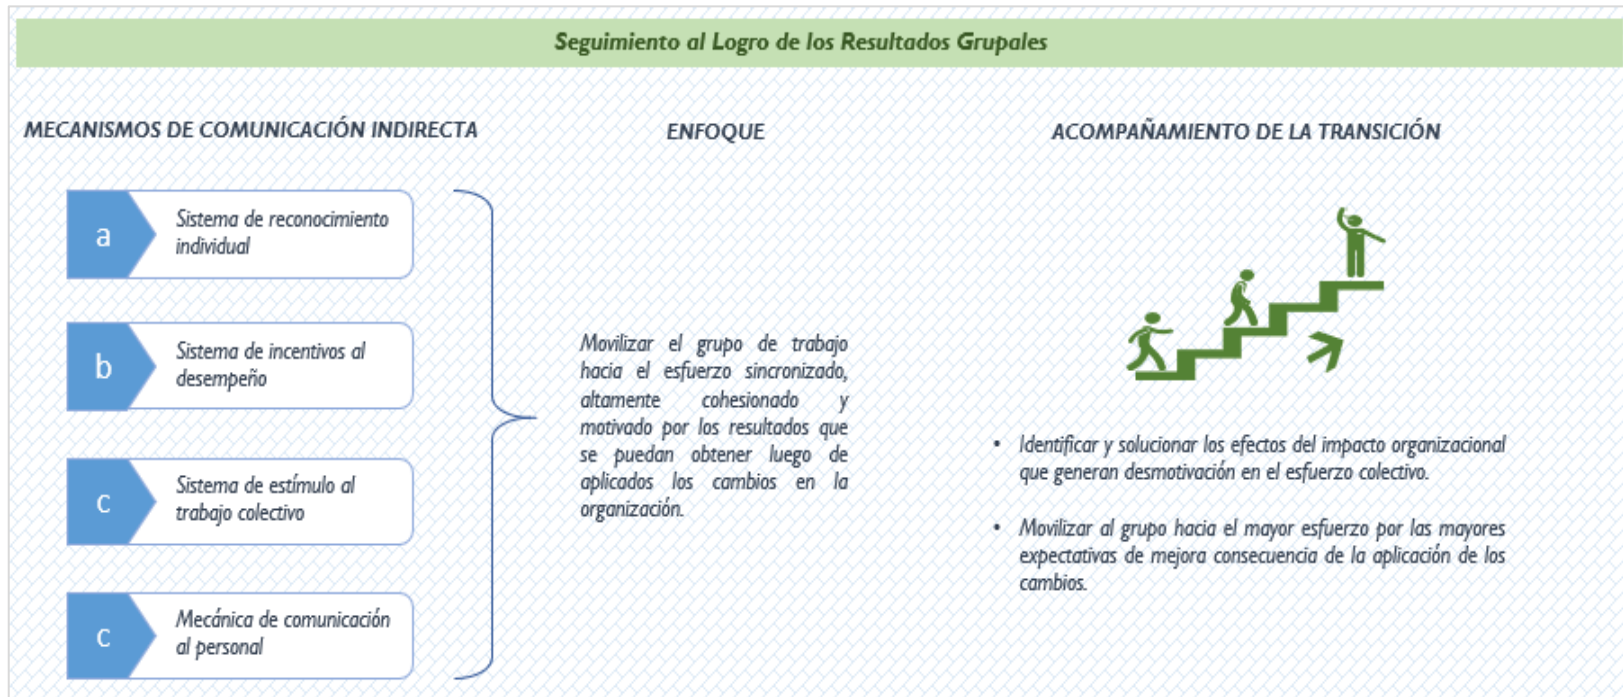 Seguimiento al Logro de los Resultados Grupales
MECANISMOS DE COMUNICACIÓN INDIRECTA
a
Sistema de reconocimiento
individual
b
Sistema de incentivos al
desempeño
c
Sistema de estímulo al
trabajo colectivo
c
Mecánica de comunicación
al personal
ENFOQUE
Movilizar el grupo de trabajo
hacia el esfuerzo sincronizado,
altamente cohesionado y
motivado por los resultados que
se puedan obtener luego de
aplicados los cambios en la
organización.
ACOMPAÑAMIENTO DE LA TRANSICIÓN
• Identificar y solucionar los efectos del impacto organizacional
que generan desmotivación en el esfuerzo colectivo.
• Movilizar al grupo hacia el mayor esfuerzo por las mayores
expectativas de mejora consecuencia de la aplicación de los
cambios.